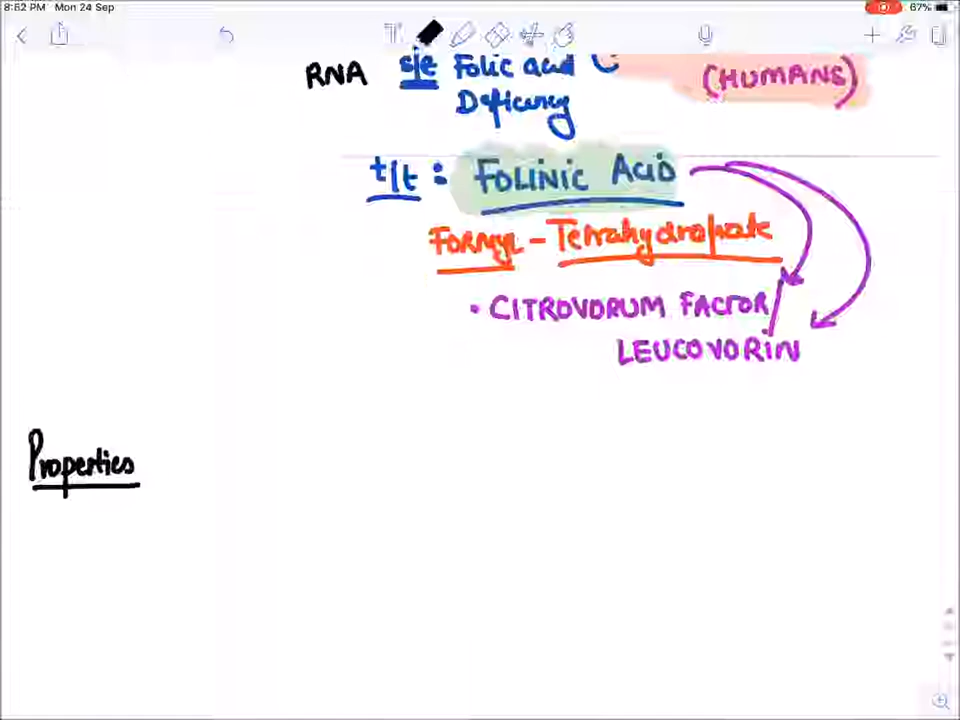 8:52 PM Mon 24 Sep
67%
RNA s/e Folic acid (HUMANS)
Deficency
t/t : FOLINIC ACID
FORMYL - Tetrahydrofolate
• CITROVORUM FACTOR/
LEUCOVORIN
Properties